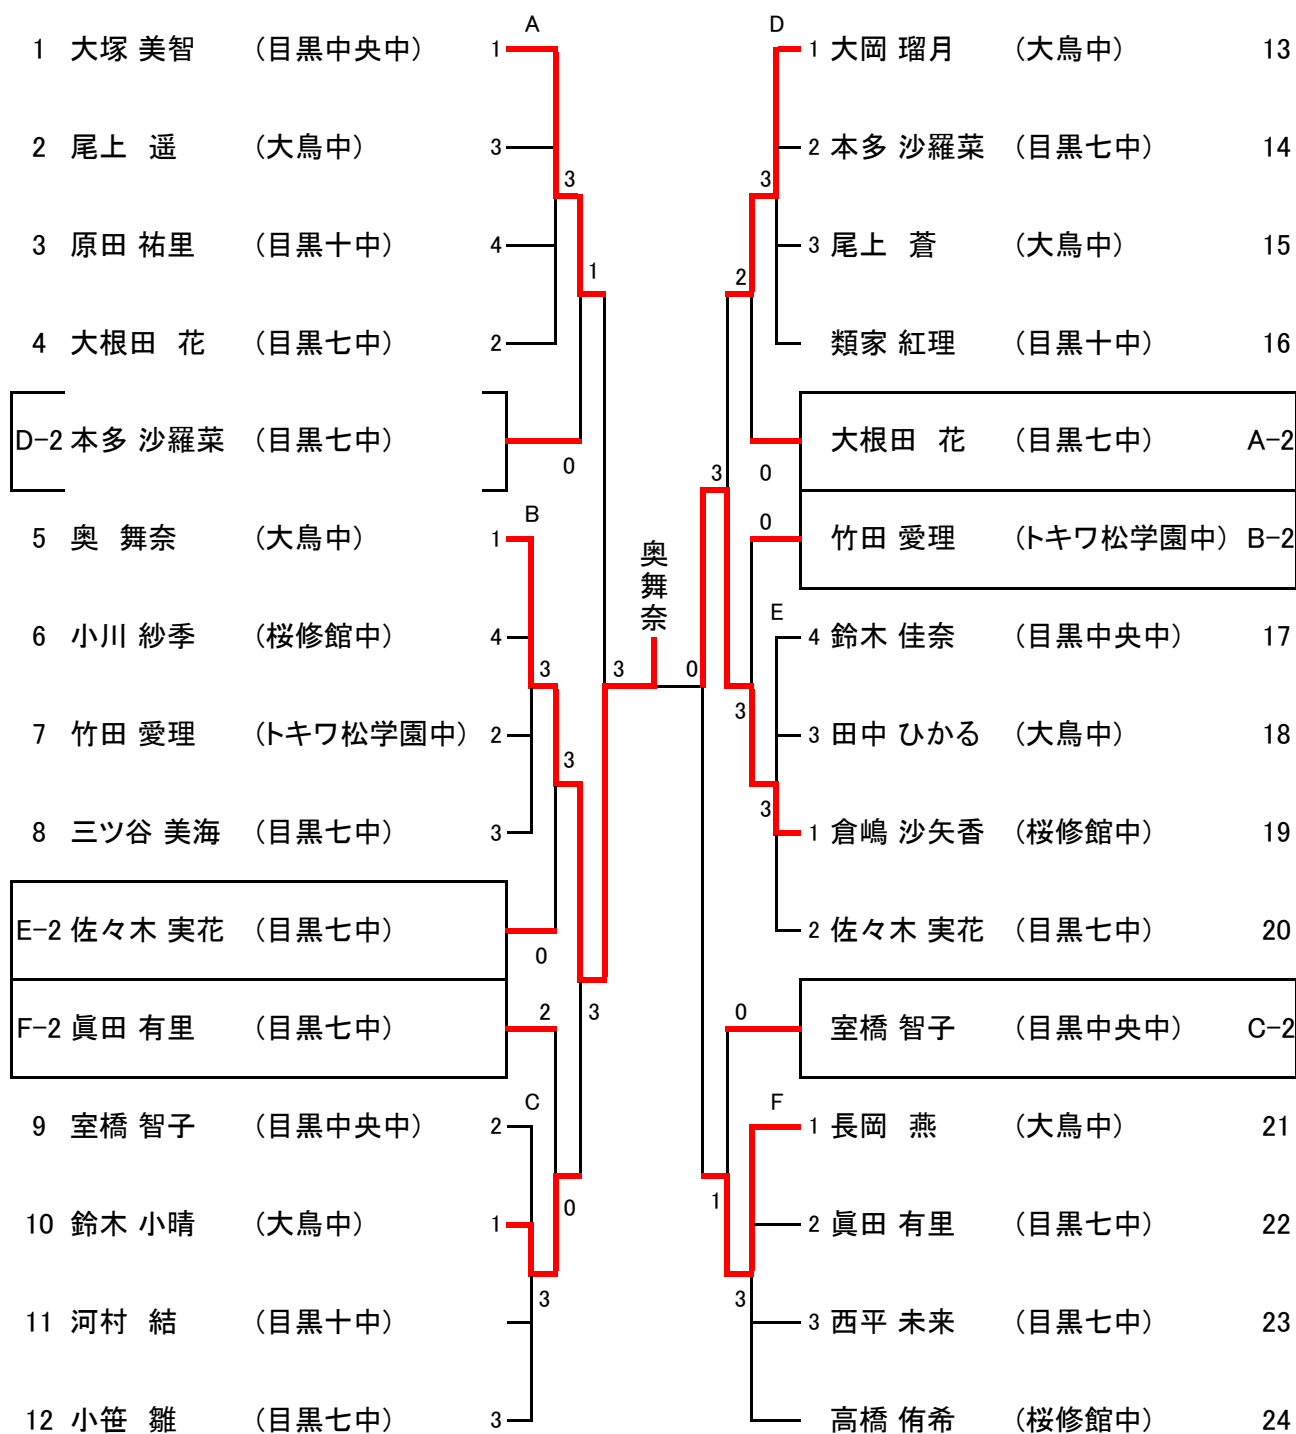 A
1 大塚 美智 (目黒中央中) 1
2 尾上 遥 (大鳥中) 3
3
3 原田 祐里 (目黒十中) 4
1
4 大根田 花 (目黒七中) 2
D-2 本多 沙羅菜 (目黒七中)
0
B
5 奥 舞奈 (大鳥中) 1
6 小川 紗季 (桜修館中) 4
3
7 竹田 愛理 (トキワ松学園中) 2
3
8 三ツ谷 美海 (目黒七中) 3
E-2 佐々木 実花 (目黒七中)
0
F-2 眞田 有里 (目黒七中) 2
3
C
9 室橋 智子 (目黒中央中) 2
0
10 鈴木 小晴 (大鳥中) 1
3
11 河村 結 (目黒十中)
12 小笹 雛 (目黒七中) 3
奥舞奈
3 0
D
1 大岡 瑠月 (大鳥中) 13
2 本多 沙羅菜 (目黒七中) 14
3
3 尾上 蒼 (大鳥中) 15
2
類家 紅理 (目黒十中) 16
大根田 花 (目黒七中) A-2
3 0
0
竹田 愛理 (トキワ松学園中) B-2
E
4 鈴木 佳奈 (目黒中央中) 17
3
3 田中 ひかる (大鳥中) 18
3
1 倉嶋 沙矢香 (桜修館中) 19
2 佐々木 実花 (目黒七中) 20
0
室橋 智子 (目黒中央中) C-2
F
1 長岡 燕 (大鳥中) 21
1
2 眞田 有里 (目黒七中) 22
3
3 西平 未来 (目黒七中) 23
高橋 侑希 (桜修館中) 24